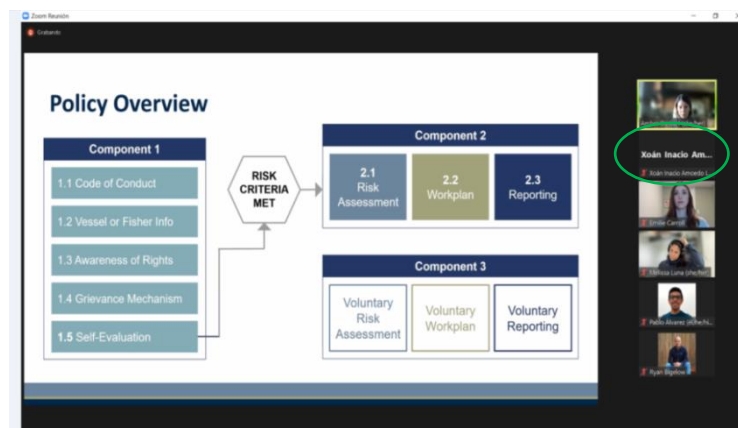 Zoom Reunión
Grabando
Policy Overview
Component 1
1.1 Code of Conduct
1.2 Vessel or Fisher Info
1.3 Awareness of Rights
1.4 Grievance Mechanism
1.5 Self-Evaluation
RISK
CRITERIA
MET
Component 2
2.1
Risk
Assessment
2.2
Workplan
2.3
Reporting
Component 3
Voluntary
Risk
Assessment
Voluntary
Workplan
Voluntary
Reporting
Xoán Inacio Am...
Xoán Inacio Amoedo
Emilie Carroll
Melissa Luna (she/her)
Pablo Alvarez
Ryan Bigelow